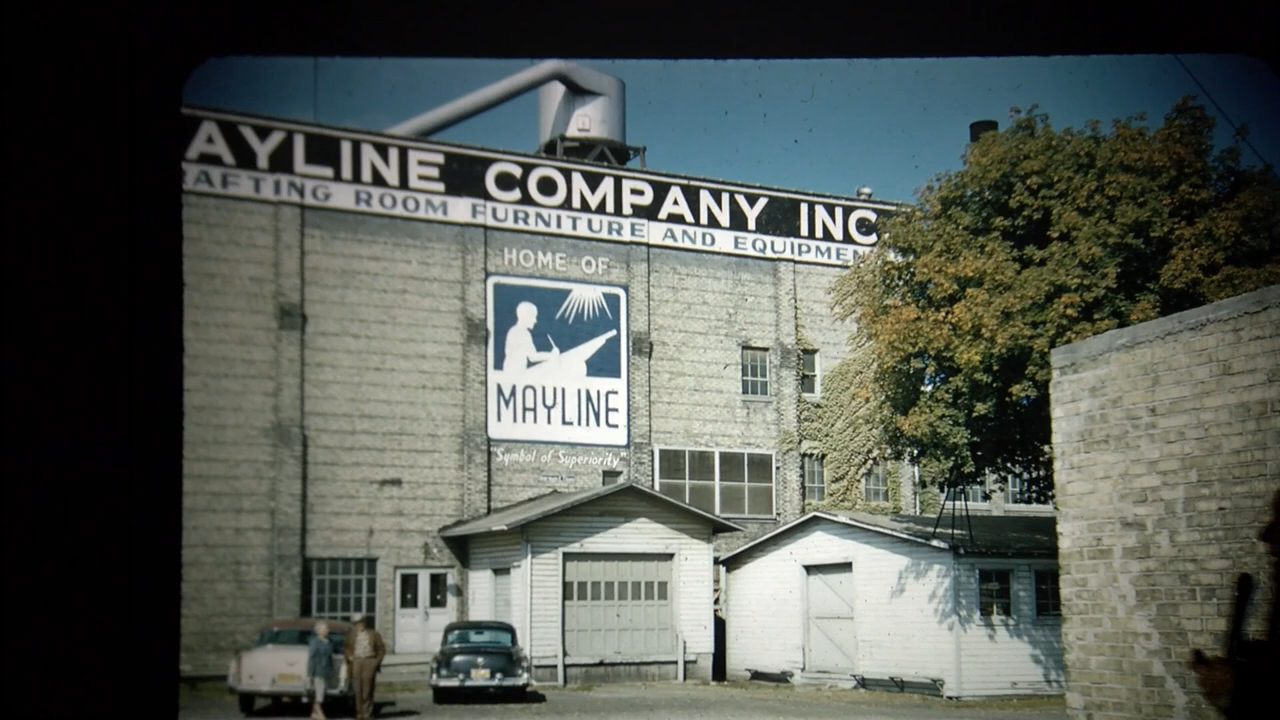 AYLINE COMPANY INC.
RAFTING ROOM FURNITURE AND EQUIPMEN
HOME OF
MAYLINE
"Symbol of Superiority"